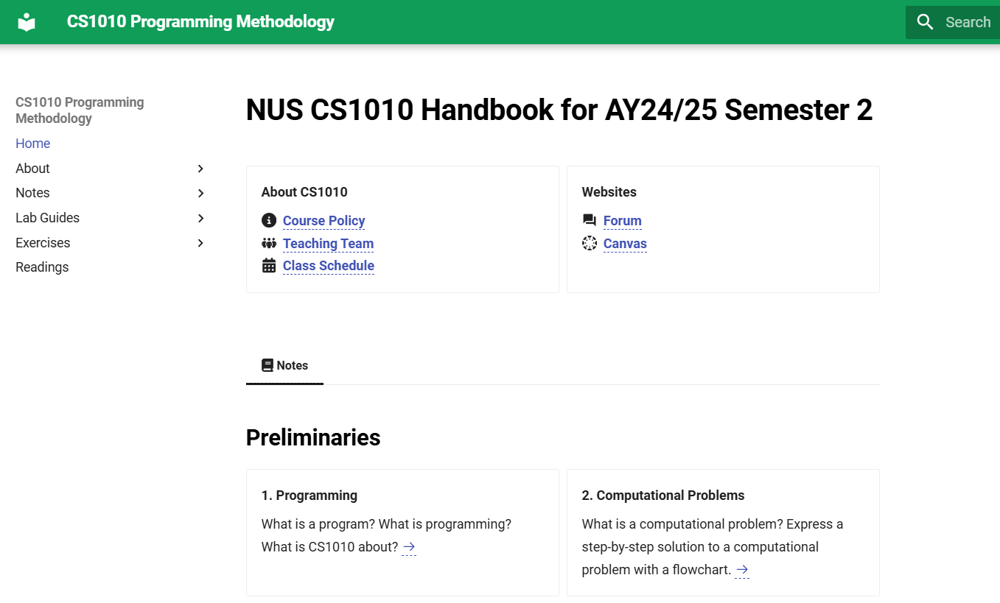 CS1010 Programming Methodology
Search
CS1010 Programming
Methodology
Home
About
Notes
Lab Guides
Exercises
Readings
NUS CS1010 Handbook for AY24/25 Semester 2
About CS1010
Course Policy
Teaching Team
Class Schedule
Websites
Forum
Canvas
Notes
Preliminaries
1. Programming
What is a program? What is programming?
What is CS1010 about? →
2. Computational Problems
What is a computational problem? Express a
step-by-step solution to a computational
problem with a flowchart. →